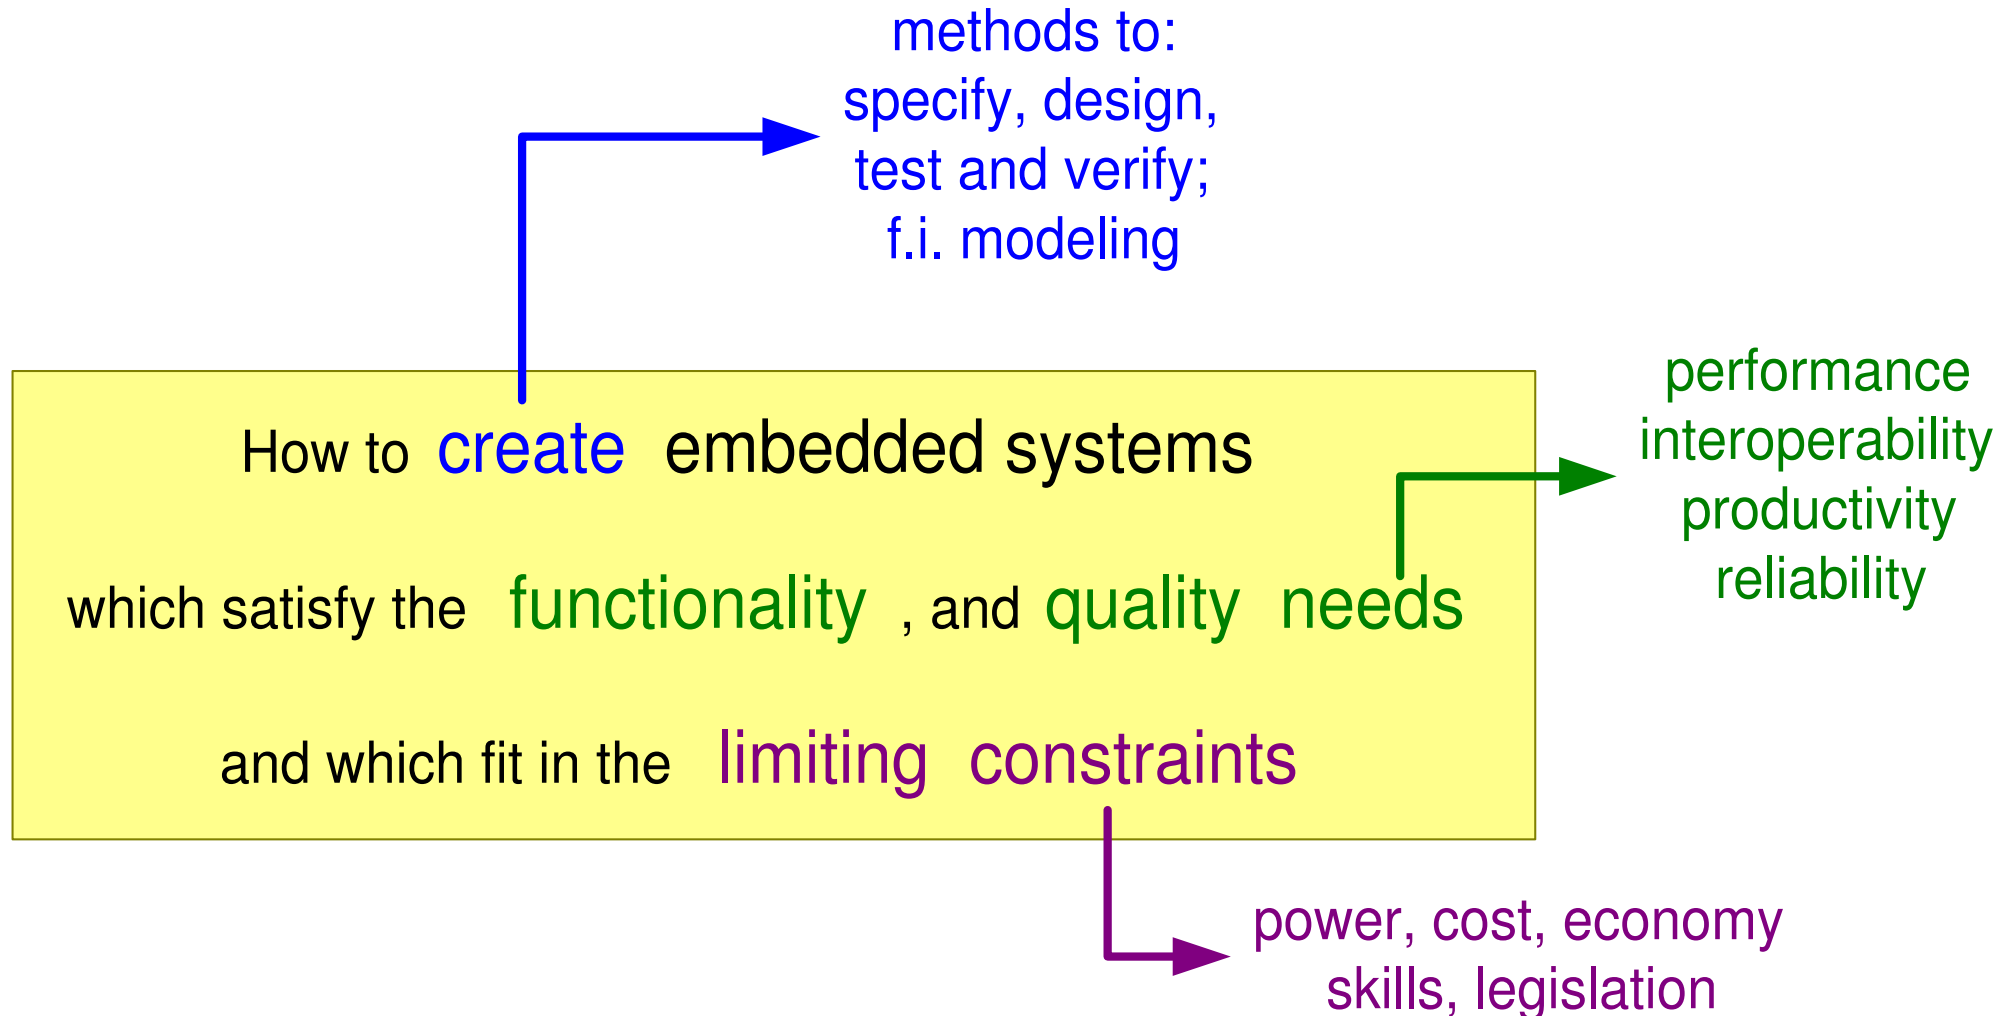 methods to:
specify, design,
test and verify;
f.i. modeling
How to create embedded systems
which satisfy the functionality , and quality needs
and which fit in the limiting constraints
performance
interoperability
productivity
reliability
power, cost, economy
skills, legislation